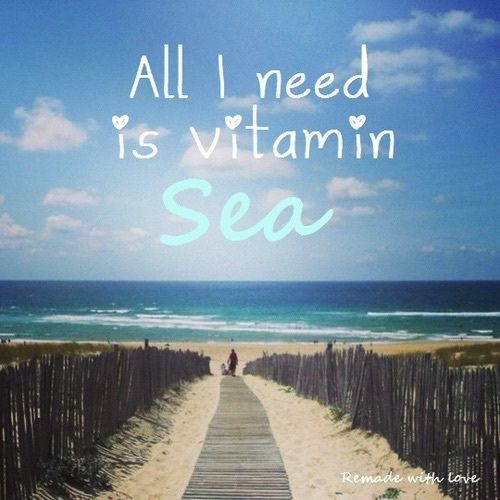 All I need
is vitamin
Sea
Remade with love